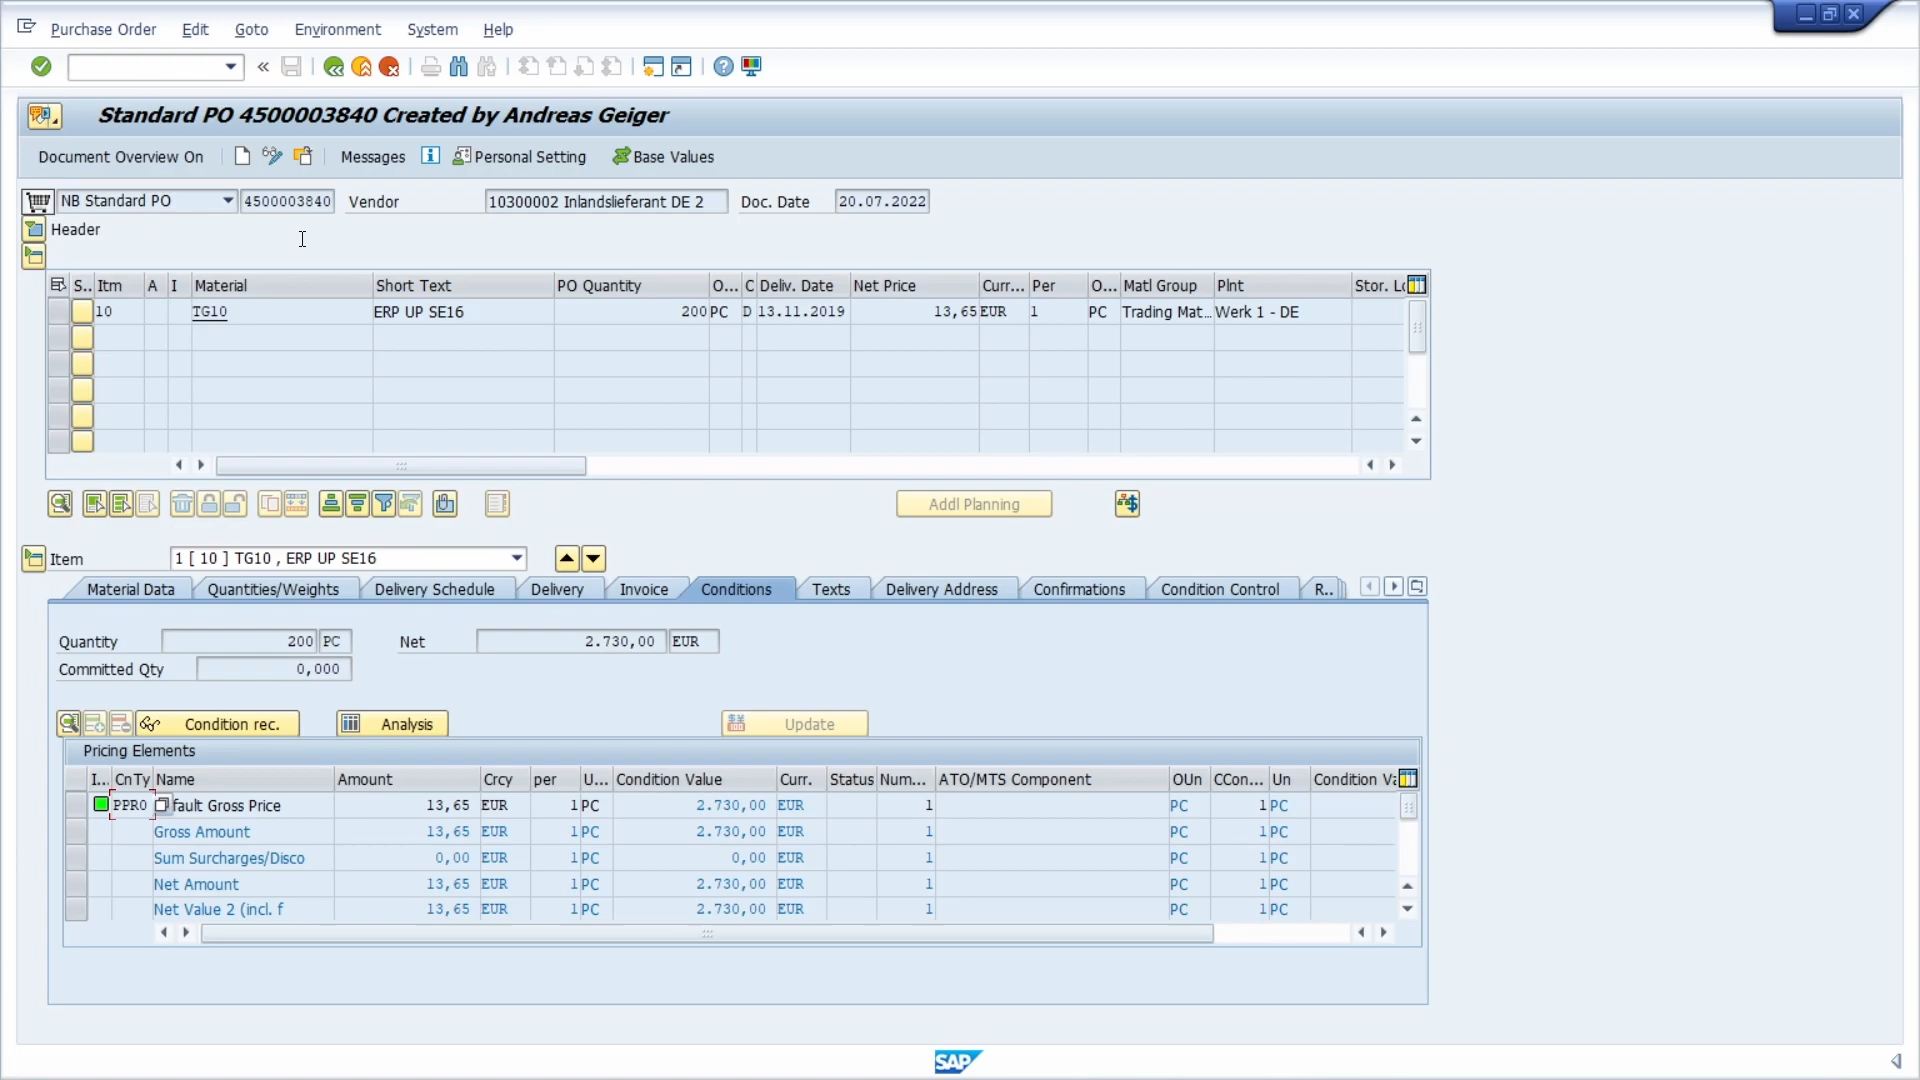 Purchase Order Edit Goto Environment System Help
Standard PO 4500003840 Created by Andreas Geiger
Document Overview On Messages Personal Setting Base Values
NB Standard PO 4500003840 Vendor 10300002 Inlandslieferant DE 2 Doc. Date 20.07.2022
Header
S.. Itm A I Material Short Text PO Quantity O... C Deliv. Date Net Price Curr... Per O... Matl Group Plnt Stor. Lo
10 TG10 ERP UP SE16 200 PC D 13.11.2019 13,65 EUR 1 PC Trading Mat... Werk 1 - DE
Addl Planning
Item 1 [ 10 ] TG10 , ERP UP SE16
Material Data Quantities/Weights Delivery Schedule Delivery Invoice Conditions Texts Delivery Address Confirmations Condition Control R..
Quantity 200 PC Net 2.730,00 EUR
Committed Qty 0,000
Condition rec. Analysis Update
Pricing Elements
I... CnTy Name Amount Crcy per U... Condition Value Curr. Status Num... ATO/MTS Component OUn CCon... Un Condition Va
PPR0 fault Gross Price 13,65 EUR 1 PC 2.730,00 EUR 1 PC 1 PC
Gross Amount 13,65 EUR 1 PC 2.730,00 EUR 1 PC 1 PC
Sum Surcharges/Disco 0,00 EUR 1 PC 0,00 EUR 1 PC 1 PC
Net Amount 13,65 EUR 1 PC 2.730,00 EUR 1 PC 1 PC
Net Value 2 (incl. f 13,65 EUR 1 PC 2.730,00 EUR 1 PC 1 PC
SAP